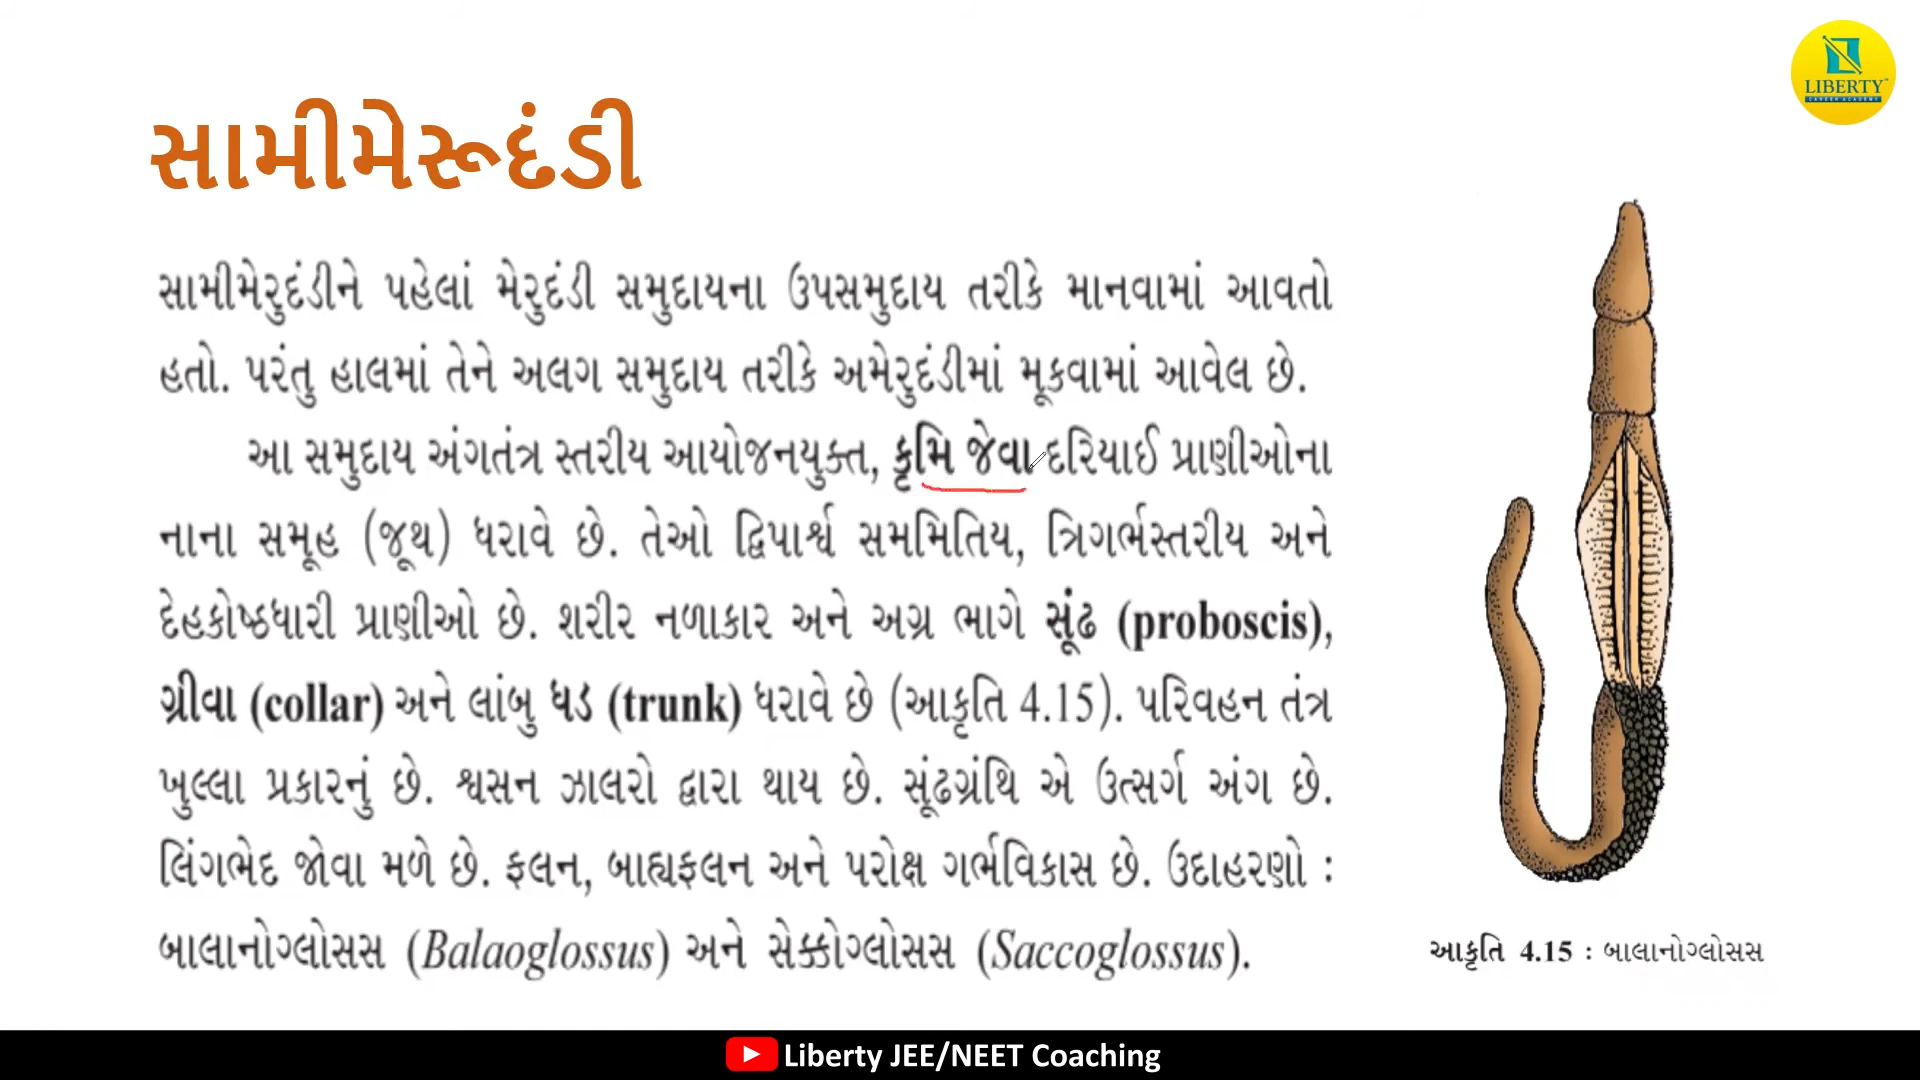 LIBERTY
CAREER ACADEMY
સામીમેરૂદંડી
સામીમેરુદંડીને પહેલાં મેરુદંડી સમુદાયના ઉપસમુદાય તરીકે માનવામાં આવતો
હતો. પરંતુ હાલમાં તેને અલગ સમુદાય તરીકે અમેરુદંડીમાં મૂકવામાં આવેલ છે.
આ સમુદાય અંગતંત્ર સ્તરીય આયોજનયુક્ત, કૃમિ જેવા દરિયાઈ પ્રાણીઓના
નાના સમૂહ (જૂથ) ધરાવે છે. તેઓ દ્વિપાર્શ્વ સમમિતિય, ત્રિગર્ભસ્તરીય અને
દેહકોષ્ઠધારી પ્રાણીઓ છે. શરીર નળાકાર અને અગ્ર ભાગે સૂંઢ (proboscis),
ગ્રીવા (collar) અને લાંબુ ધડ (trunk) ધરાવે છે (આકૃતિ 4.15). પરિવહન તંત્ર
ખુલ્લા પ્રકારનું છે. શ્વસન ઝાલરો દ્વારા થાય છે. સૂંઢગ્રંથિ એ ઉત્સર્ગ અંગ છે.
લિંગભેદ જોવા મળે છે. ફલન, બાહ્યફલન અને પરોક્ષ ગર્ભવિકાસ છે. ઉદાહરણો :
બાલાનોગ્લોસસ (Balaoglossus) અને સેક્કોગ્લોસસ (Saccoglossus).
આકૃતિ 4.15 : બાલાનોગ્લોસસ
Liberty JEE/NEET Coaching